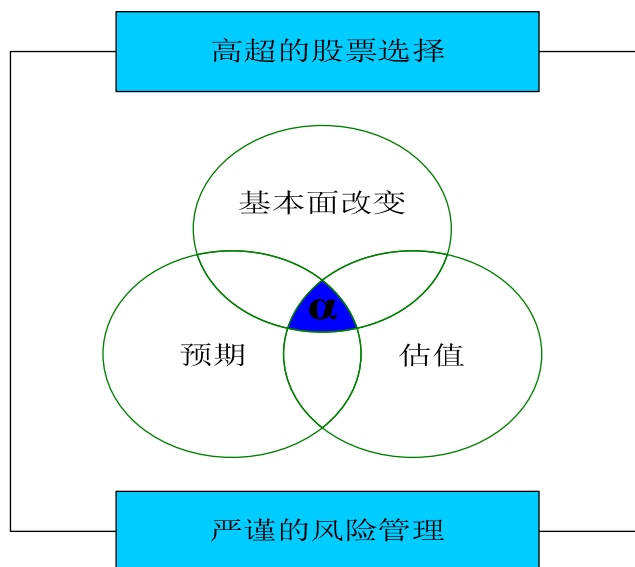 高超的股票选择
基本面改变
α
预期
估值
严谨的风险管理